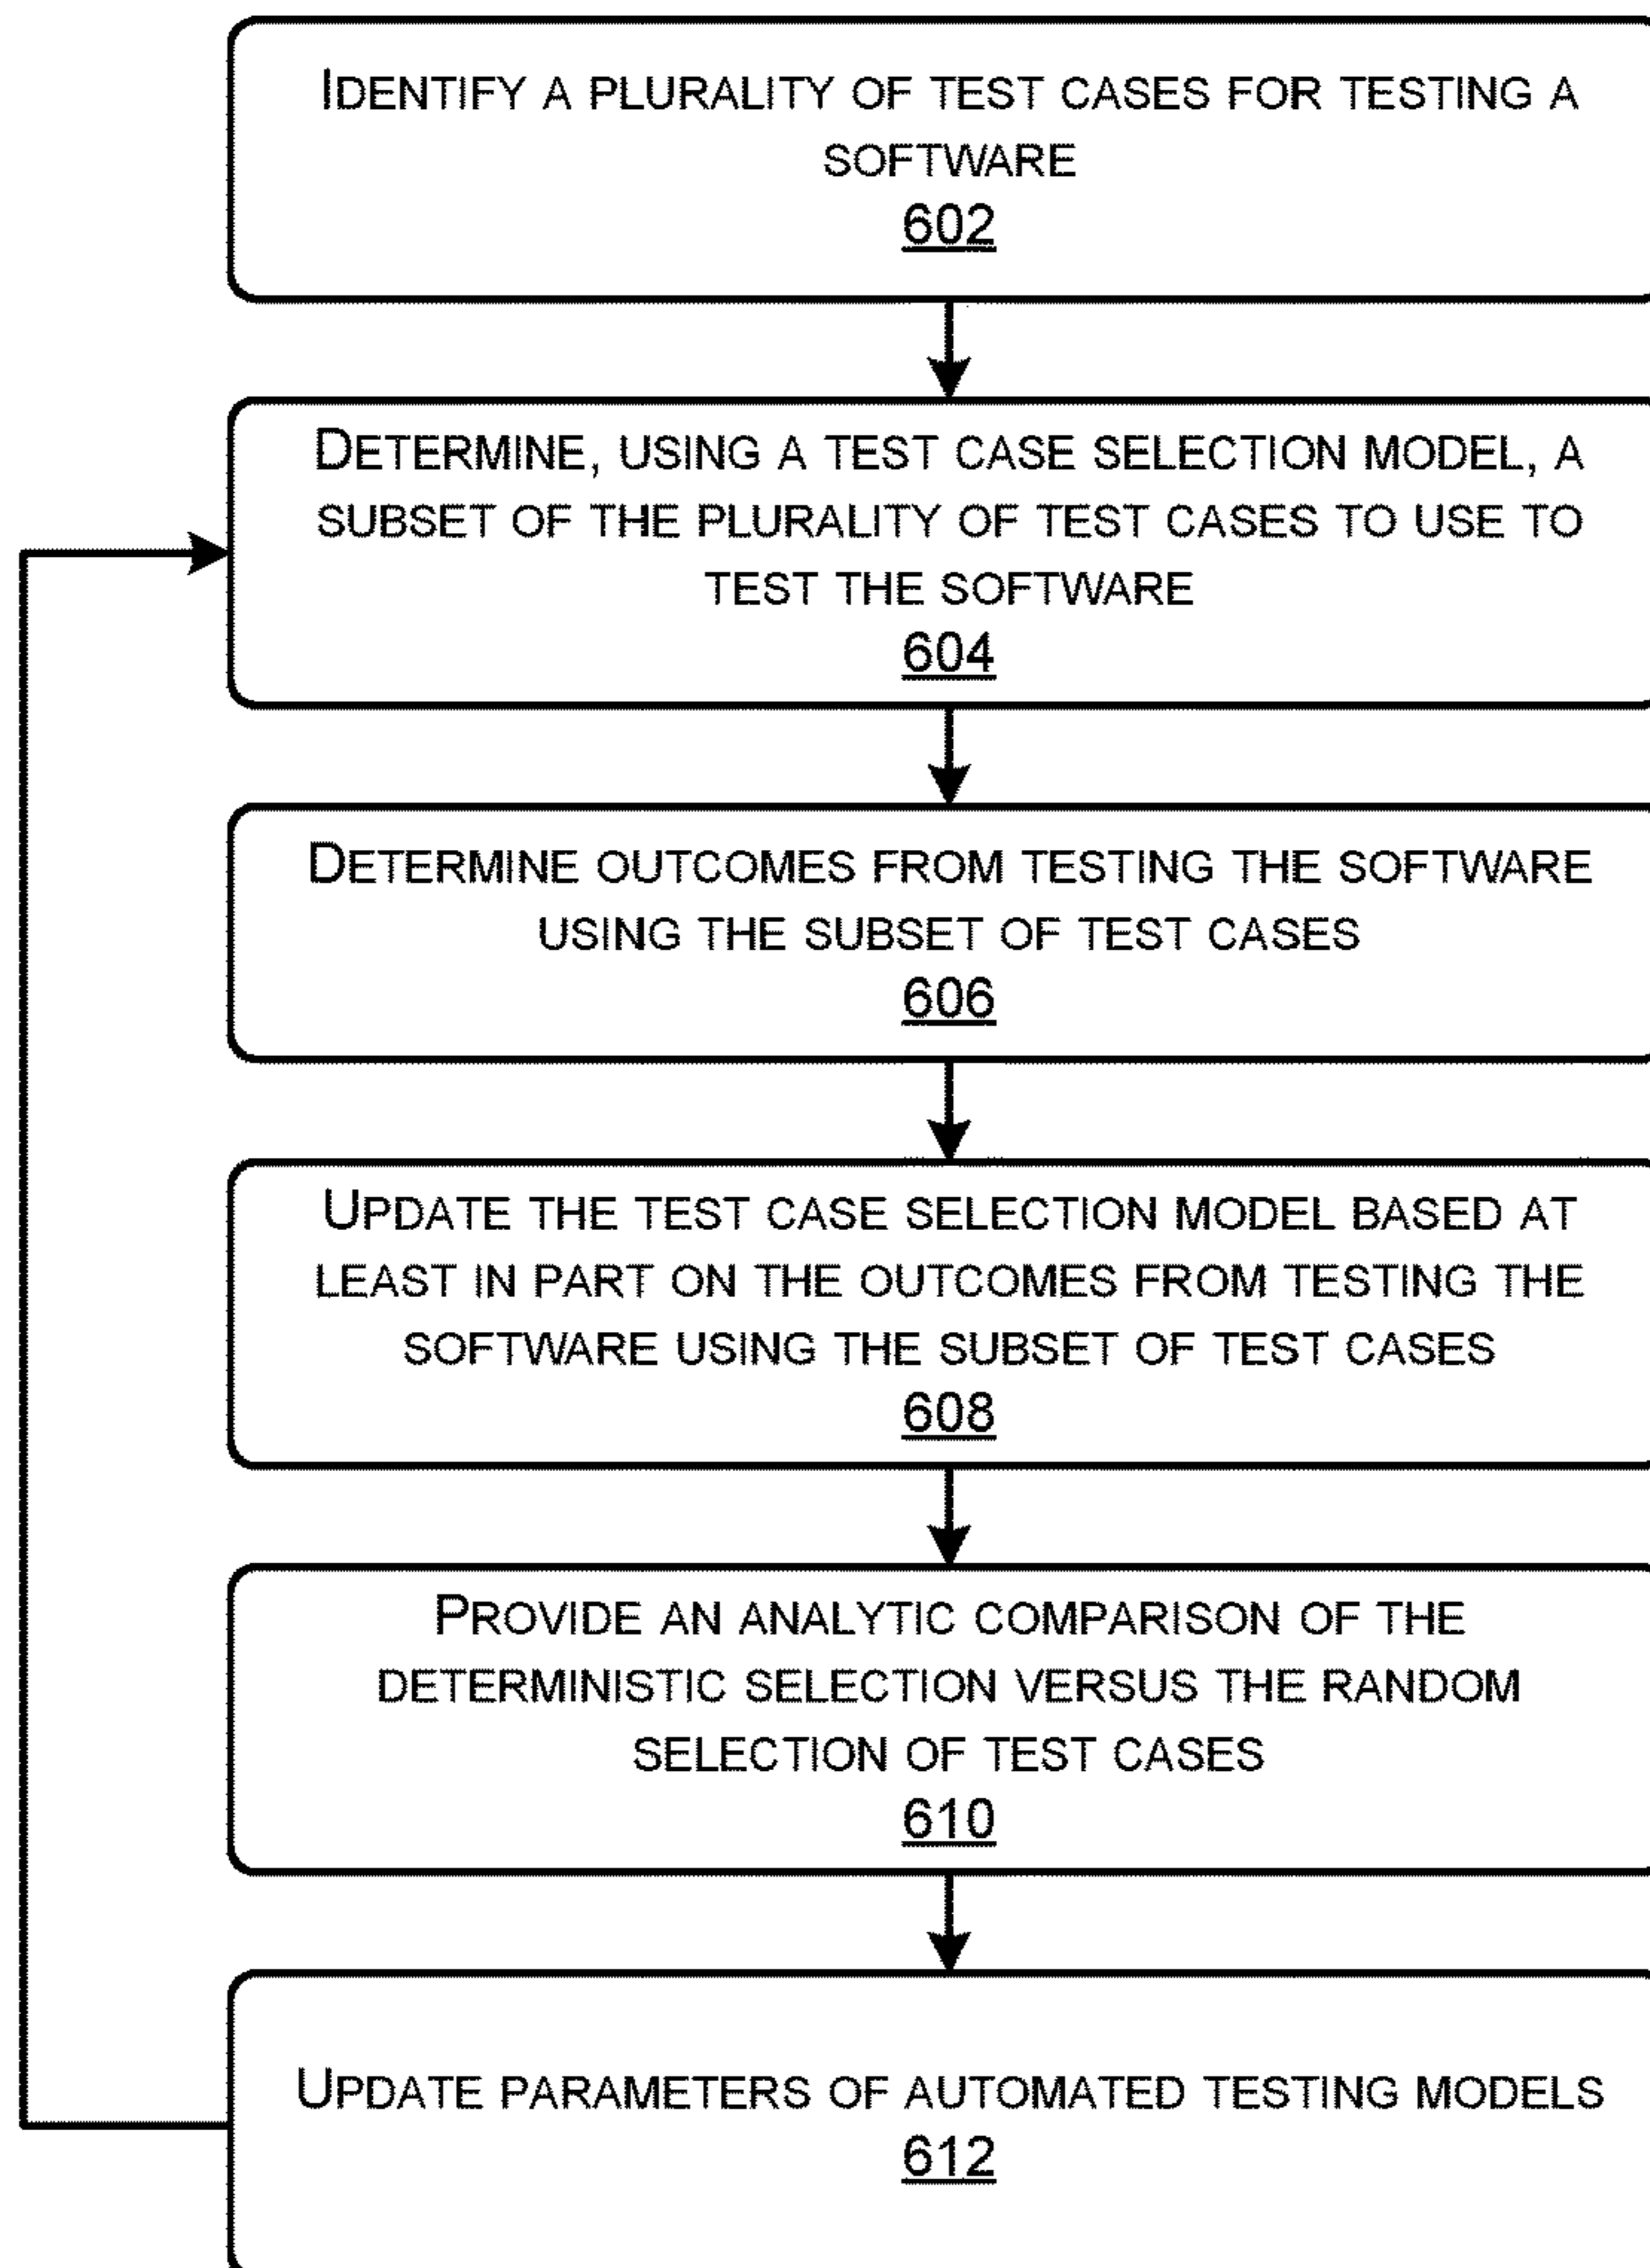 IDENTIFY A PLURALITY OF TEST CASES FOR TESTING A
SOFTWARE
602
DETERMINE, USING A TEST CASE SELECTION MODEL, A
SUBSET OF THE PLURALITY OF TEST CASES TO USE TO
TEST THE SOFTWARE
604
DETERMINE OUTCOMES FROM TESTING THE SOFTWARE
USING THE SUBSET OF TEST CASES
606
UPDATE THE TEST CASE SELECTION MODEL BASED AT
LEAST IN PART ON THE OUTCOMES FROM TESTING THE
SOFTWARE USING THE SUBSET OF TEST CASES
608
PROVIDE AN ANALYTIC COMPARISON OF THE
DETERMINISTIC SELECTION VERSUS THE RANDOM
SELECTION OF TEST CASES
610
UPDATE PARAMETERS OF AUTOMATED TESTING MODELS
612